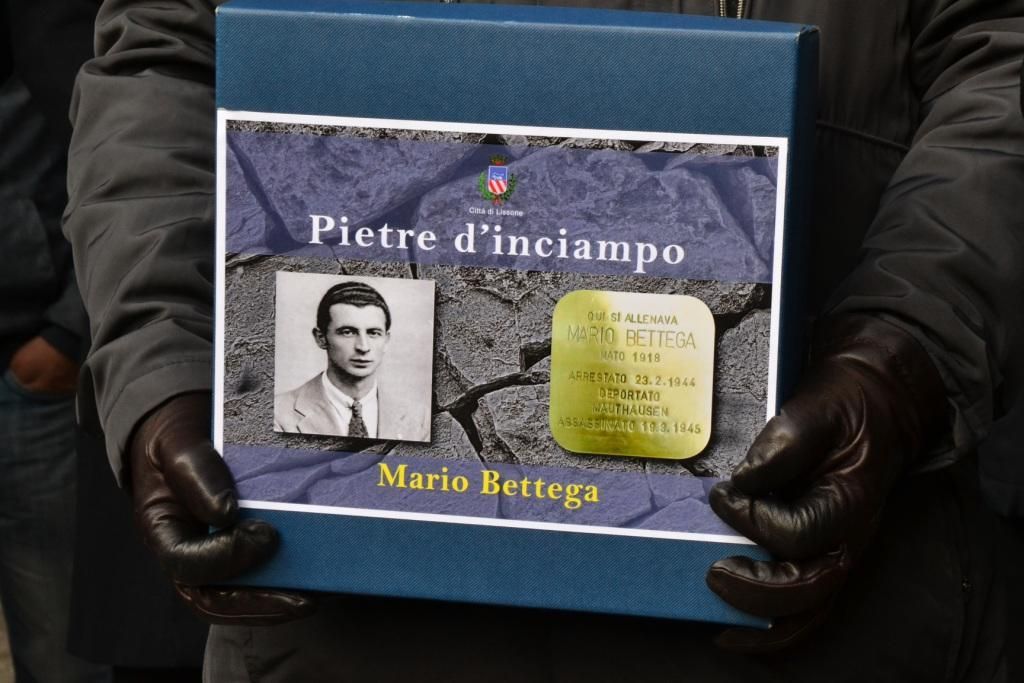 Città di Lissone
Pietre d'inciampo
QUI SI ALLENAVA
MARIO BETTEGA
NATO 1918
ARRESTATO 23.2.1944
DEPORTATO
MAUTHAUSEN
ASSASSINATO 19.3.1945
Mario Bettega